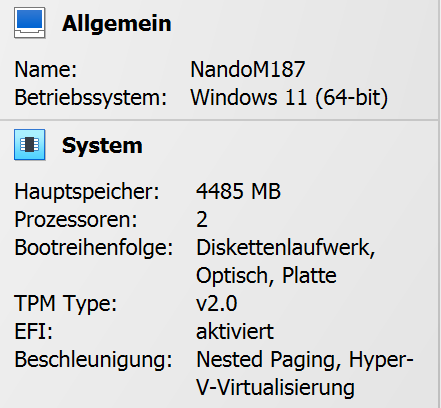 Allgemein
Name: NandoM187
Betriebssystem: Windows 11 (64-bit)
System
Hauptspeicher: 4485 MB
Prozessoren: 2
Bootreihenfolge: Diskettenlaufwerk,
Optisch, Platte
TPM Type: v2.0
EFI: aktiviert
Beschleunigung: Nested Paging, Hyper-
V-Virtualisierung